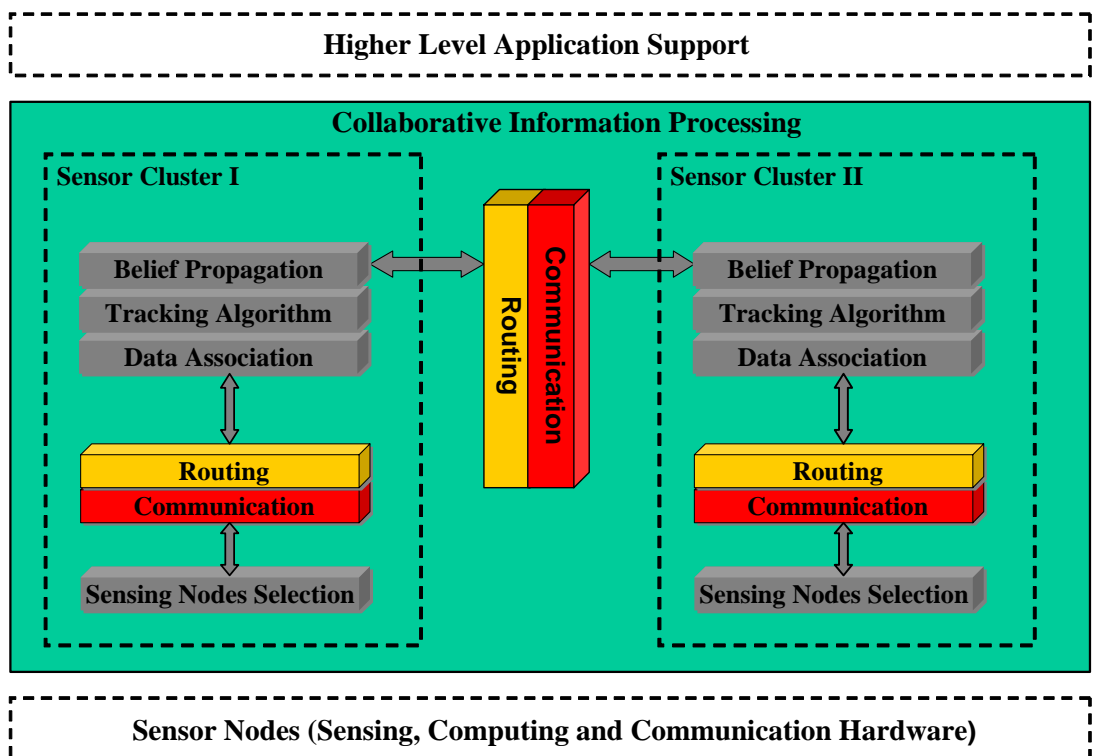 Higher Level Application Support
Collaborative Information Processing
Sensor Cluster I
Belief Propagation
Tracking Algorithm
Data Association
Routing
Communication
Sensing Nodes Selection
Routing
Communication
Sensor Cluster II
Belief Propagation
Tracking Algorithm
Data Association
Routing
Communication
Sensing Nodes Selection
Sensor Nodes (Sensing, Computing and Communication Hardware)